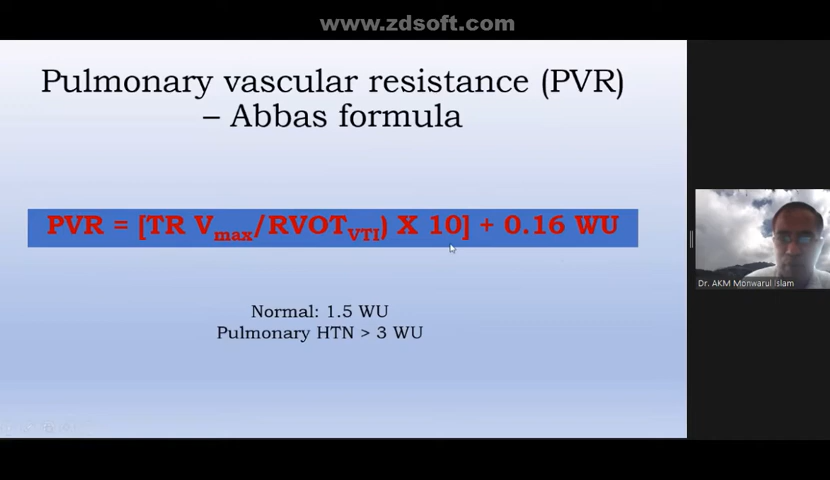 www.zdsoft.com
Pulmonary vascular resistance (PVR)
– Abbas formula
PVR = [TR Vmax/RVOTVTI) X 10] + 0.16 WU
Normal: 1.5 WU
Pulmonary HTN > 3 WU
Dr. AKM Monwarul Islam